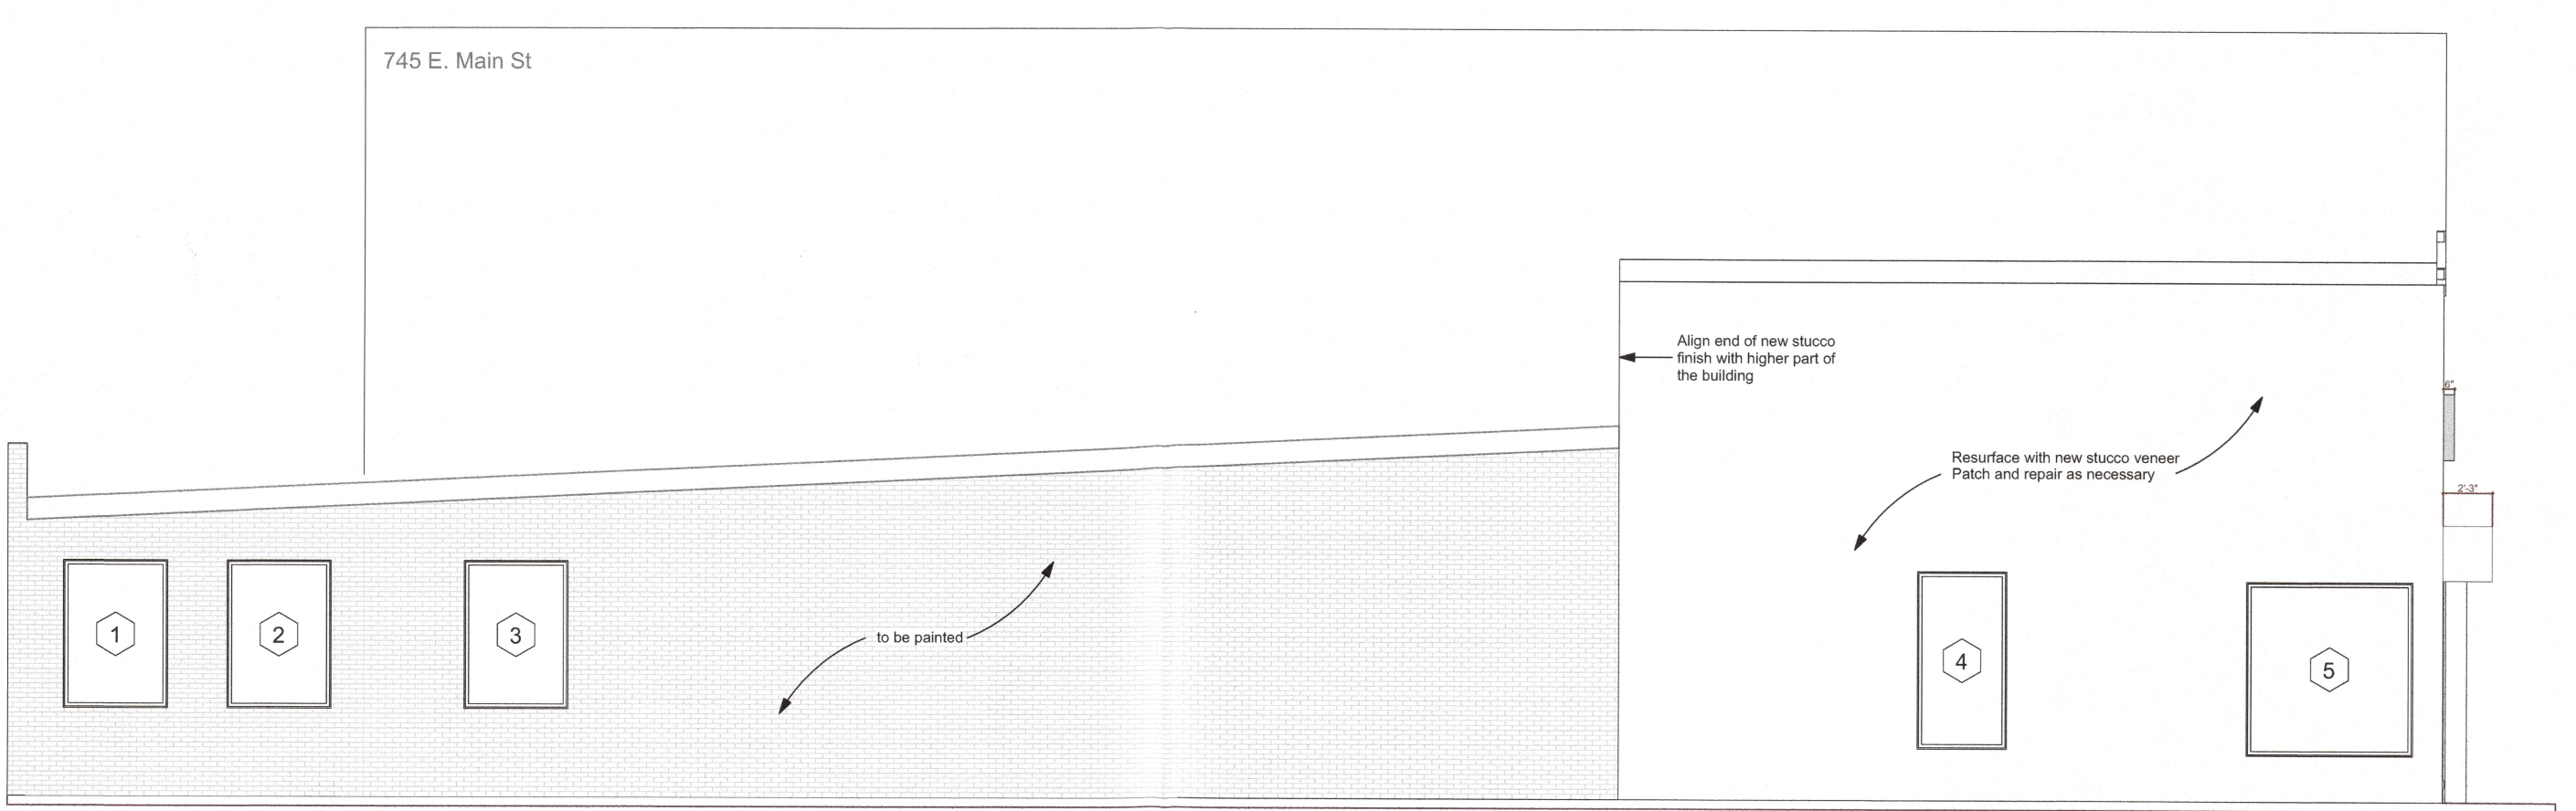 745 E. Main St
Align end of new stucco
finish with higher part of
the building
6"
Resurface with new stucco veneer
Patch and repair as necessary
2'-3"
1
2
3
to be painted
4
5